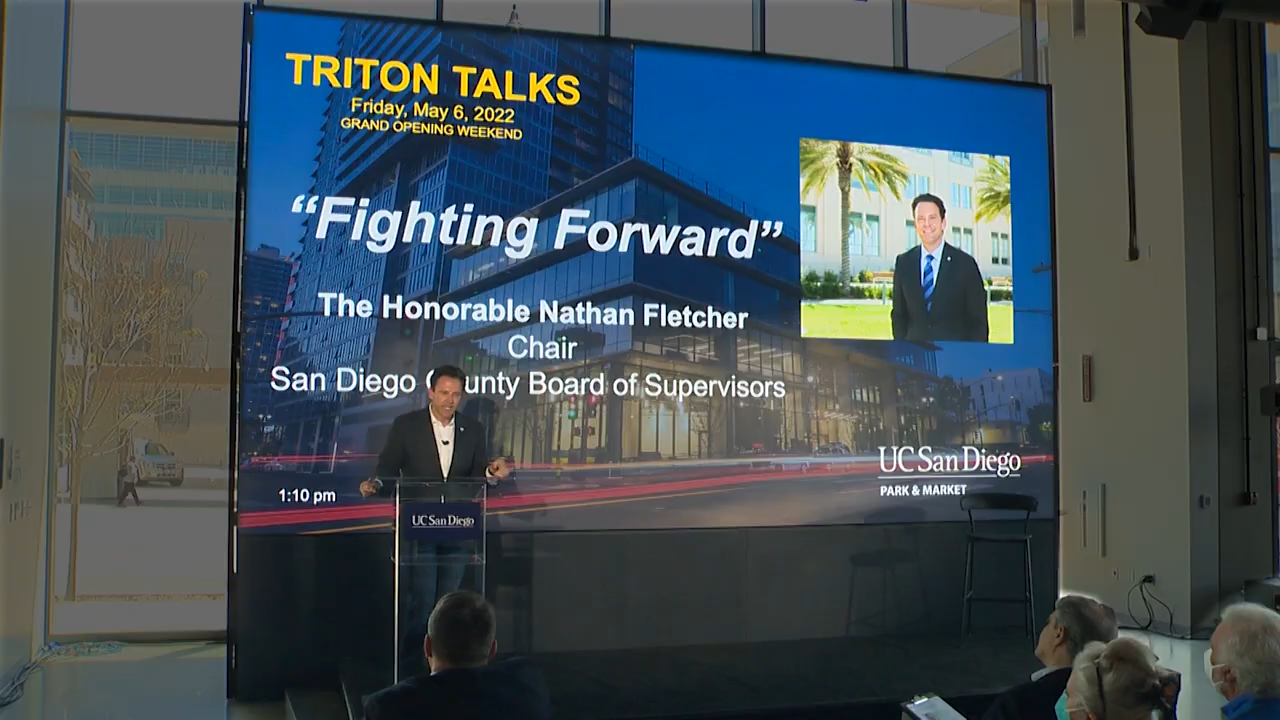 TRITON TALKS
Friday, May 6, 2022
GRAND OPENING WEEKEND
“Fighting Forward”
The Honorable Nathan Fletcher
Chair
San Diego County Board of Supervisors
UC San Diego
PARK & MARKET
1:10 pm
UC San Diego